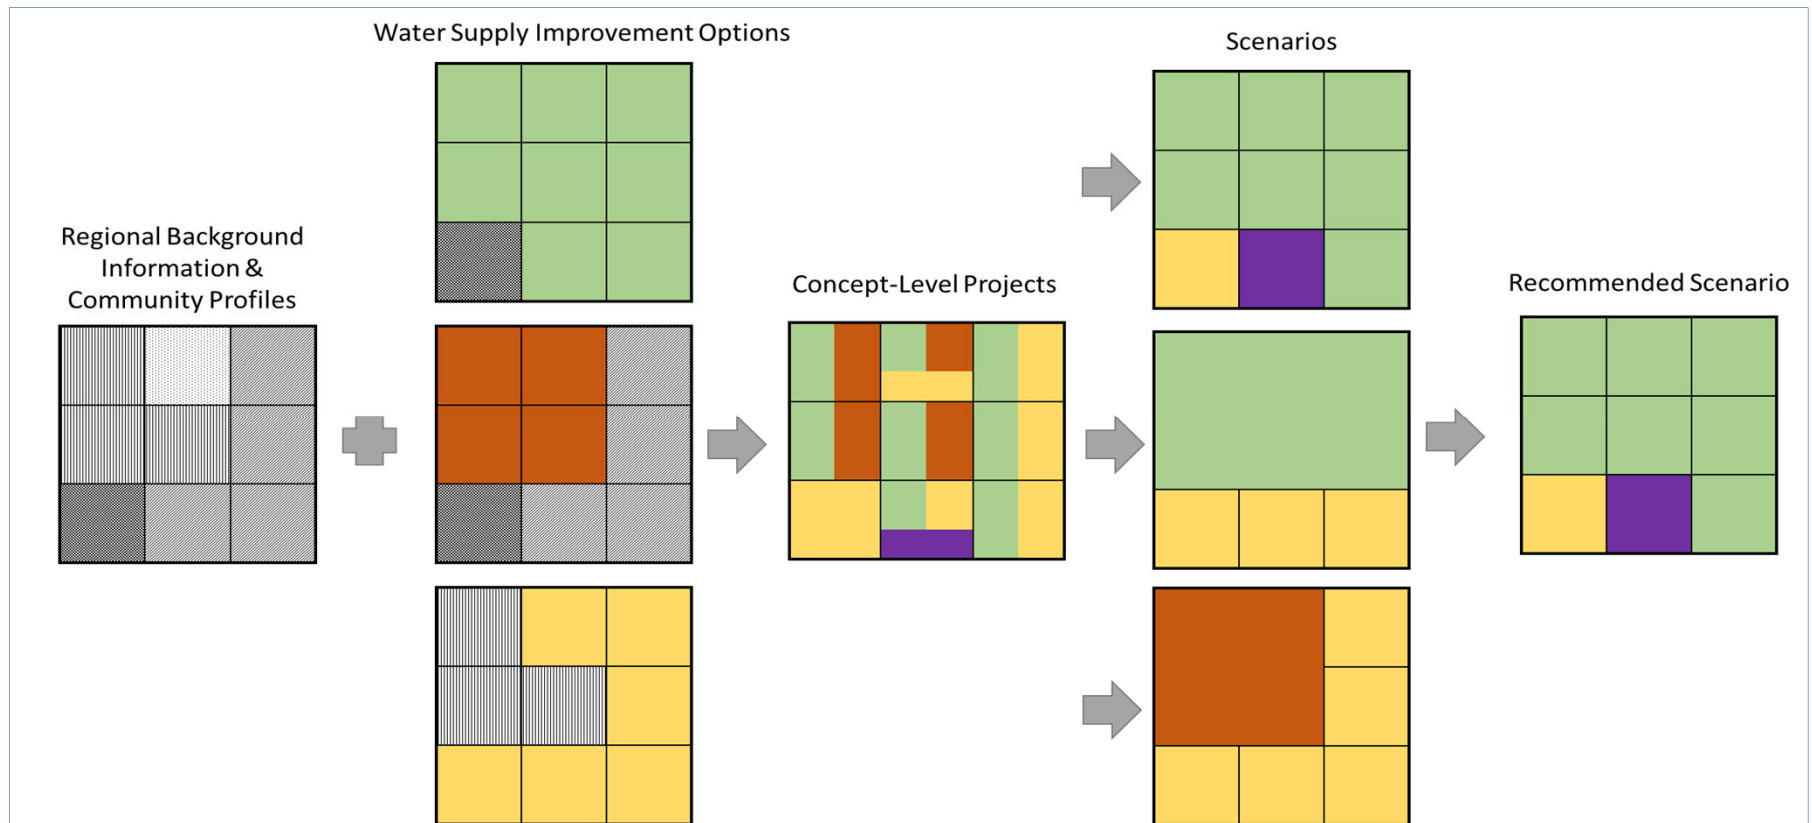 Water Supply Improvement Options
Scenarios
Regional Background
Information &
Community Profiles
Concept-Level Projects
Recommended Scenario